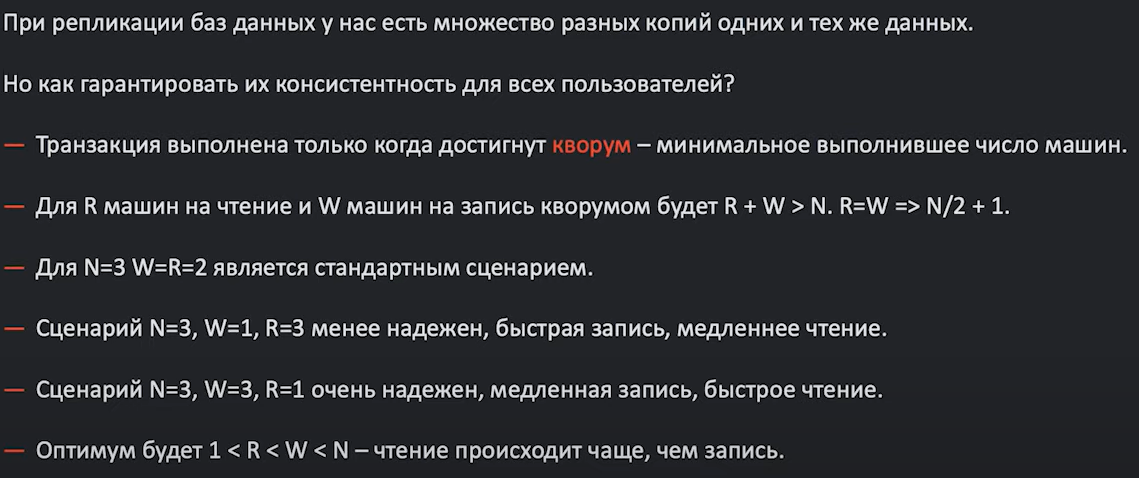 При репликации баз данных у нас есть множество разных копий одних и тех же данных.
Но как гарантировать их консистентность для всех пользователей?
— Транзакция выполнена только когда достигнут кворум – минимальное выполнившее число машин.
— Для R машин на чтение и W машин на запись кворумом будет R + W > N. R=W => N/2 + 1.
— Для N=3 W=R=2 является стандартным сценарием.
— Сценарий N=3, W=1, R=3 менее надежен, быстрая запись, медленнее чтение.
— Сценарий N=3, W=3, R=1 очень надежен, медленная запись, быстрое чтение.
— Оптимум будет 1 < R < W < N – чтение происходит чаще, чем запись.